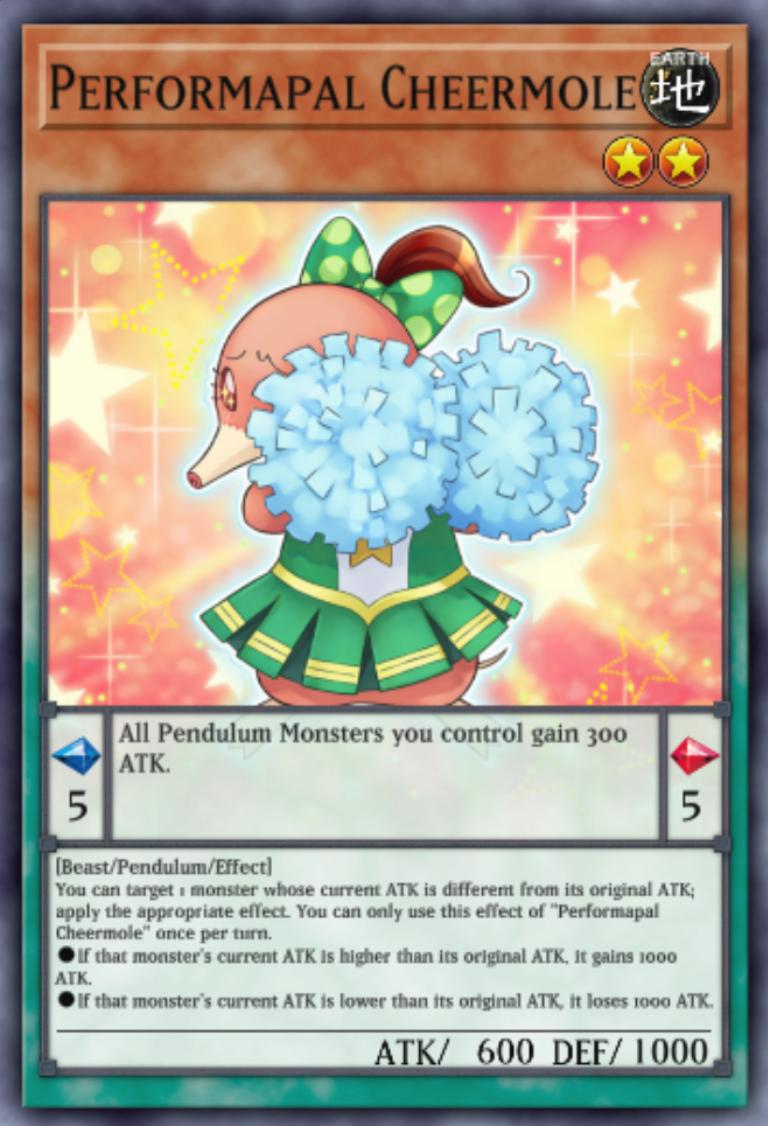 PERFORMAPAL CHEERMOLE
EARTH
地
All Pendulum Monsters you control gain 300
ATK.
5
5
[Beast/Pendulum/Effect]
You can target 1 monster whose current ATK is different from its original ATK;
apply the appropriate effect. You can only use this effect of "Performapal
Cheermole" once per turn.
●If that monster's current ATK is higher than its original ATK, it gains 1000
ATK.
●If that monster's current ATK is lower than its original ATK, it loses 1000 ATK.
ATK/ 600 DEF/ 1000